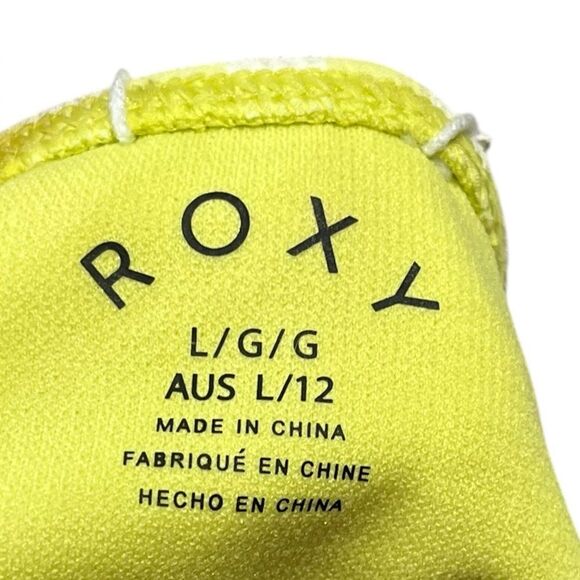 ROXY
L/G/G
AUS L/12
MADE IN CHINA
FABRIQUÉ EN CHINE
HECHO EN CHINA